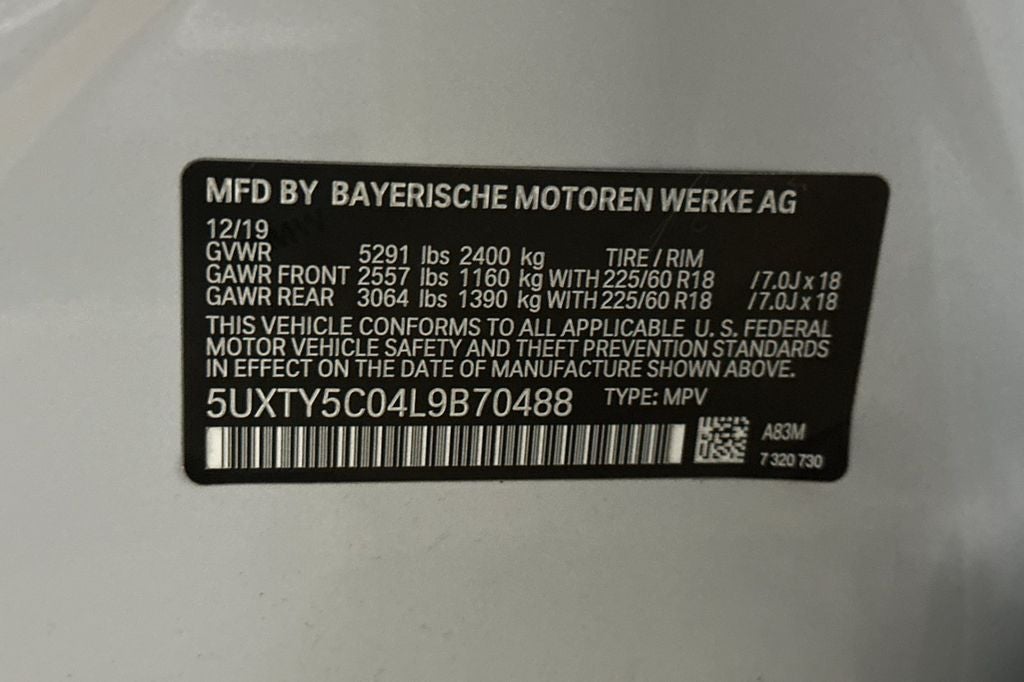 MFD BY BAYERISCHE MOTOREN WERKE AG
12/19
GVWR 5291 lbs 2400 kg TIRE / RIM
GAWR FRONT 2557 lbs 1160 kg WITH 225/60 R18 /7.0J x 18
GAWR REAR 3064 lbs 1390 kg WITH 225/60 R18 /7.0J x 18
THIS VEHICLE CONFORMS TO ALL APPLICABLE U. S. FEDERAL
MOTOR VEHICLE SAFETY AND THEFT PREVENTION STANDARDS
IN EFFECT ON THE DATE OF MANUFACTURE SHOWN ABOVE.
5UXTY5C04L9B70488 TYPE: MPV
A83M
7 320 730